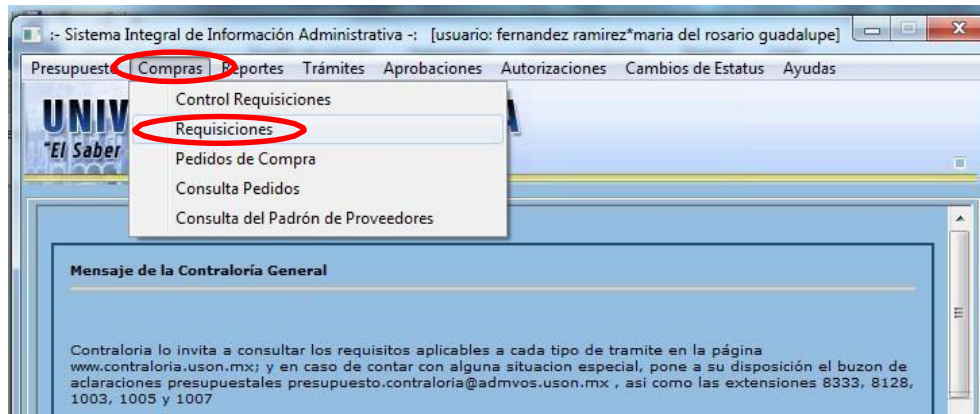 :- Sistema Integral de Información Administrativa -: [usuario: fernandez ramirez*maria del rosario guadalupe]
Presupuesto Compras Reportes Trámites Aprobaciones Autorizaciones Cambios de Estatus Ayudas
Control Requisiciones
Requisiciones
Pedidos de Compra
Consulta Pedidos
Consulta del Padrón de Proveedores
UNIV A
"El Saber
Mensaje de la Contraloría General
Contraloria lo invita a consultar los requisitos aplicables a cada tipo de tramite en la página
www.contraloria.uson.mx; y en caso de contar con alguna situacion especial, pone a su disposición el buzon de
aclaraciones presupuestales presupuesto.contraloria@admvos.uson.mx , asi como las extensiones 8333, 8128,
1003, 1005 y 1007